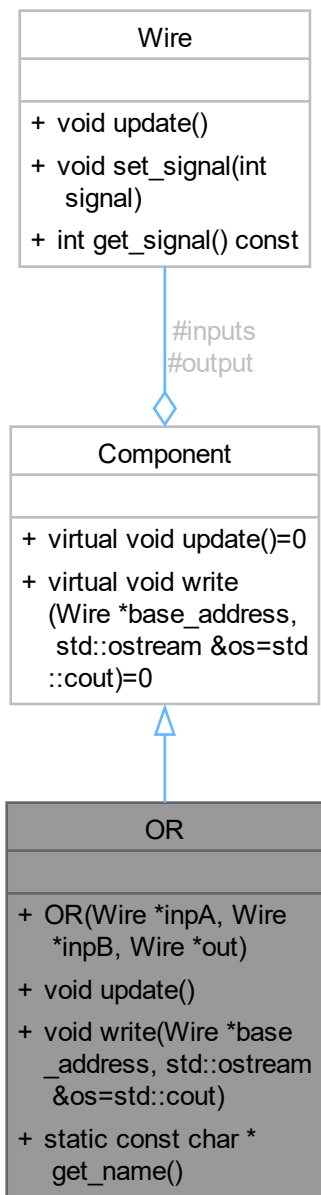 Wire
+ void update()
+ void set_signal(int
signal)
+ int get_signal() const
#inputs
#output
Component
+ virtual void update()=0
+ virtual void write
(Wire *base_address,
std::ostream &os=std
::cout)=0
OR
+ OR(Wire *inpA, Wire
*inpB, Wire *out)
+ void update()
+ void write(Wire *base
_address, std::ostream
&os=std::cout)
+ static const char *
get_name()